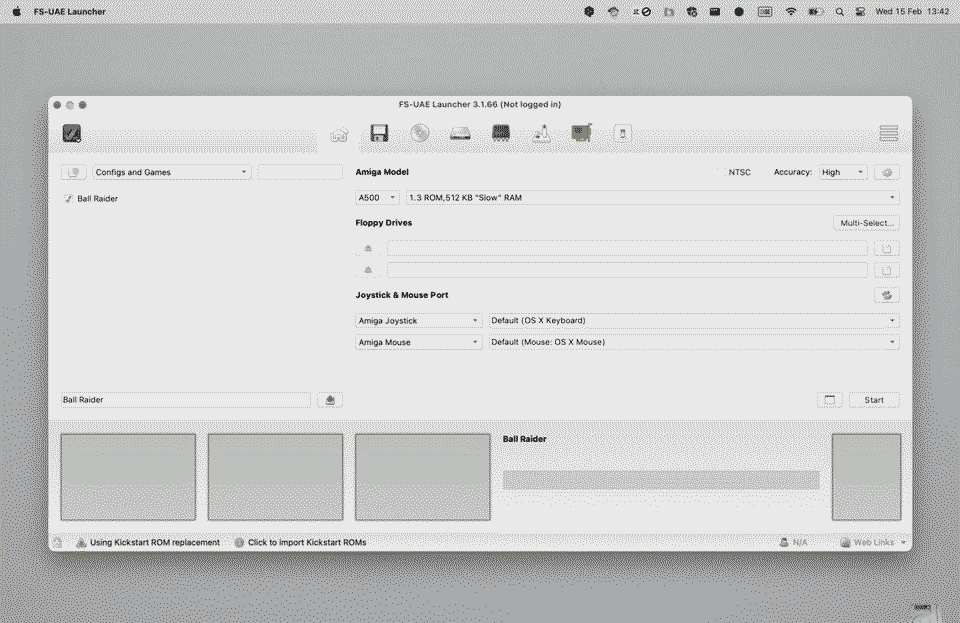 FS-UAE Launcher
Wed 15 Feb 13:42
FS-UAE Launcher 3.1.66 (Not logged in)
Configs and Games
Amiga Model
NTSC
Accuracy:
High
Ball Raider
A500
1.3 ROM,512 KB "Slow" RAM
Floppy Drives
Multi-Select...
Joystick & Mouse Port
Amiga Joystick
Default (OS X Keyboard)
Amiga Mouse
Default (Mouse: OS X Mouse)
Ball Raider
Start
Ball Raider
Using Kickstart ROM replacement
Click to import Kickstart ROMs
N/A
Web Links